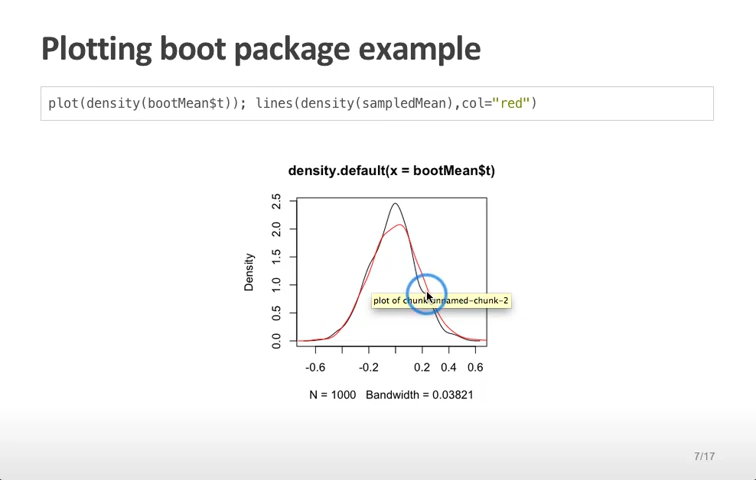 Plotting boot package example
plot(density(bootMean$t)); lines(density(sampledMean),col="red")
density.default(x = bootMean$t)
Density
2.5
2.0
1.5
1.0
0.5
0.0
plot of chunk unnamed-chunk-2
-0.6 -0.2 0.2 0.4 0.6
N = 1000 Bandwidth = 0.03821
7/17